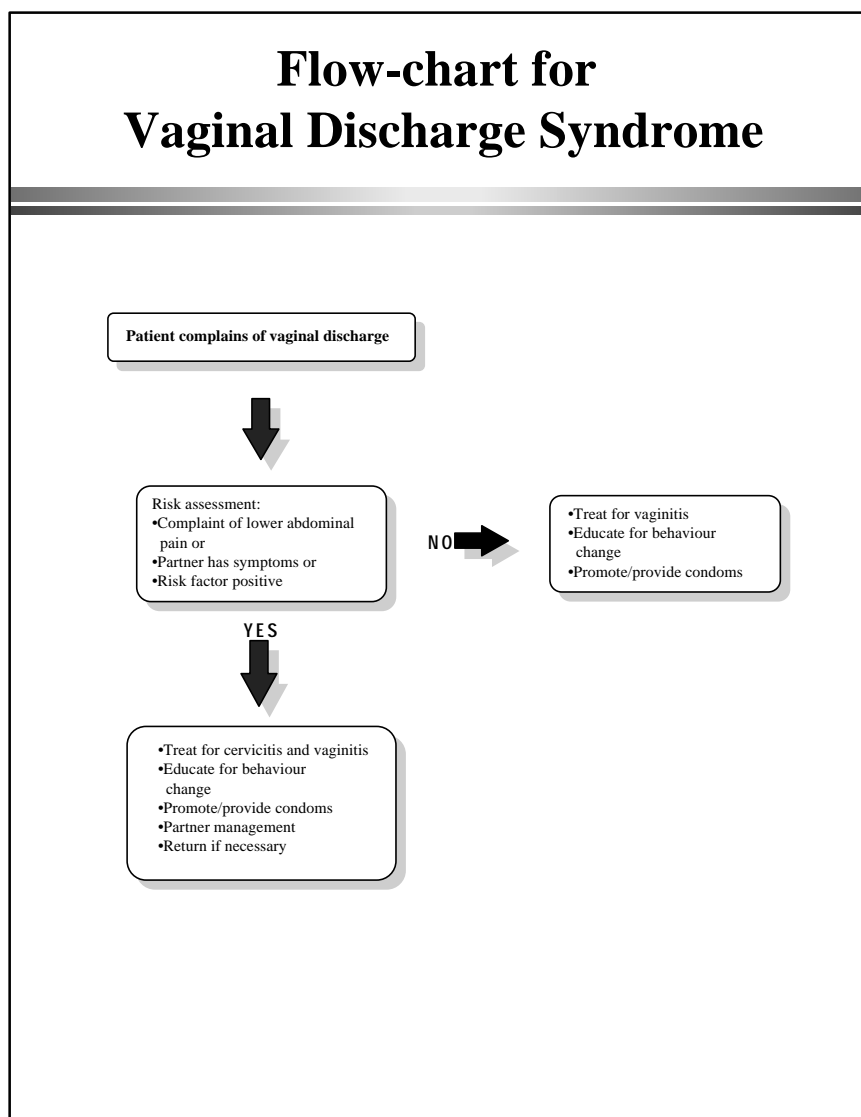 Flow-chart for
Vaginal Discharge Syndrome
Patient complains of vaginal discharge
Risk assessment:
•Complaint of lower abdominal
pain or
•Partner has symptoms or
•Risk factor positive
NO
•Treat for vaginitis
•Educate for behaviour
change
•Promote/provide condoms
YES
•Treat for cervicitis and vaginitis
•Educate for behaviour
change
•Promote/provide condoms
•Partner management
•Return if necessary